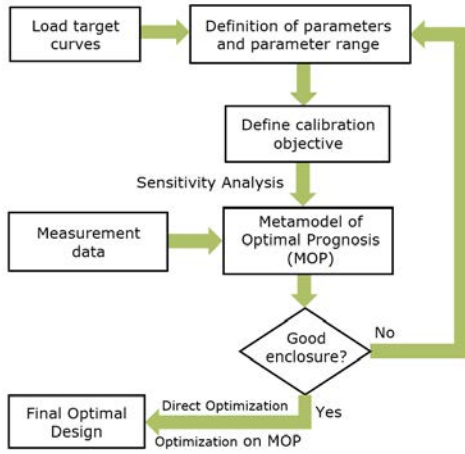 Load target
curves
Definition of parameters
and parameter range
Define calibration
objective
Sensitivity Analysis
Measurement
data
Metamodel of
Optimal Prognosis
(MOP)
Good
enclosure?
No
Yes
Direct Optimization
Optimization on MOP
Final Optimal
Design